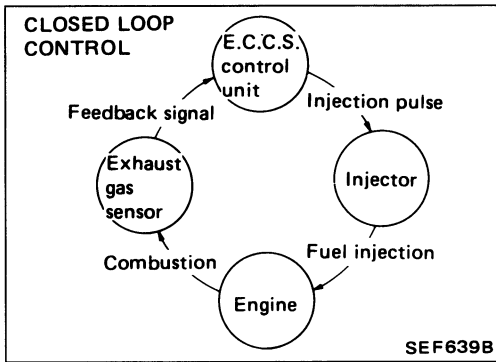 CLOSED LOOP
CONTROL
E.C.C.S.
control
unit
Feedback signal
Injection pulse
Exhaust
gas
sensor
Injector
Combustion
Fuel injection
Engine
SEF639B